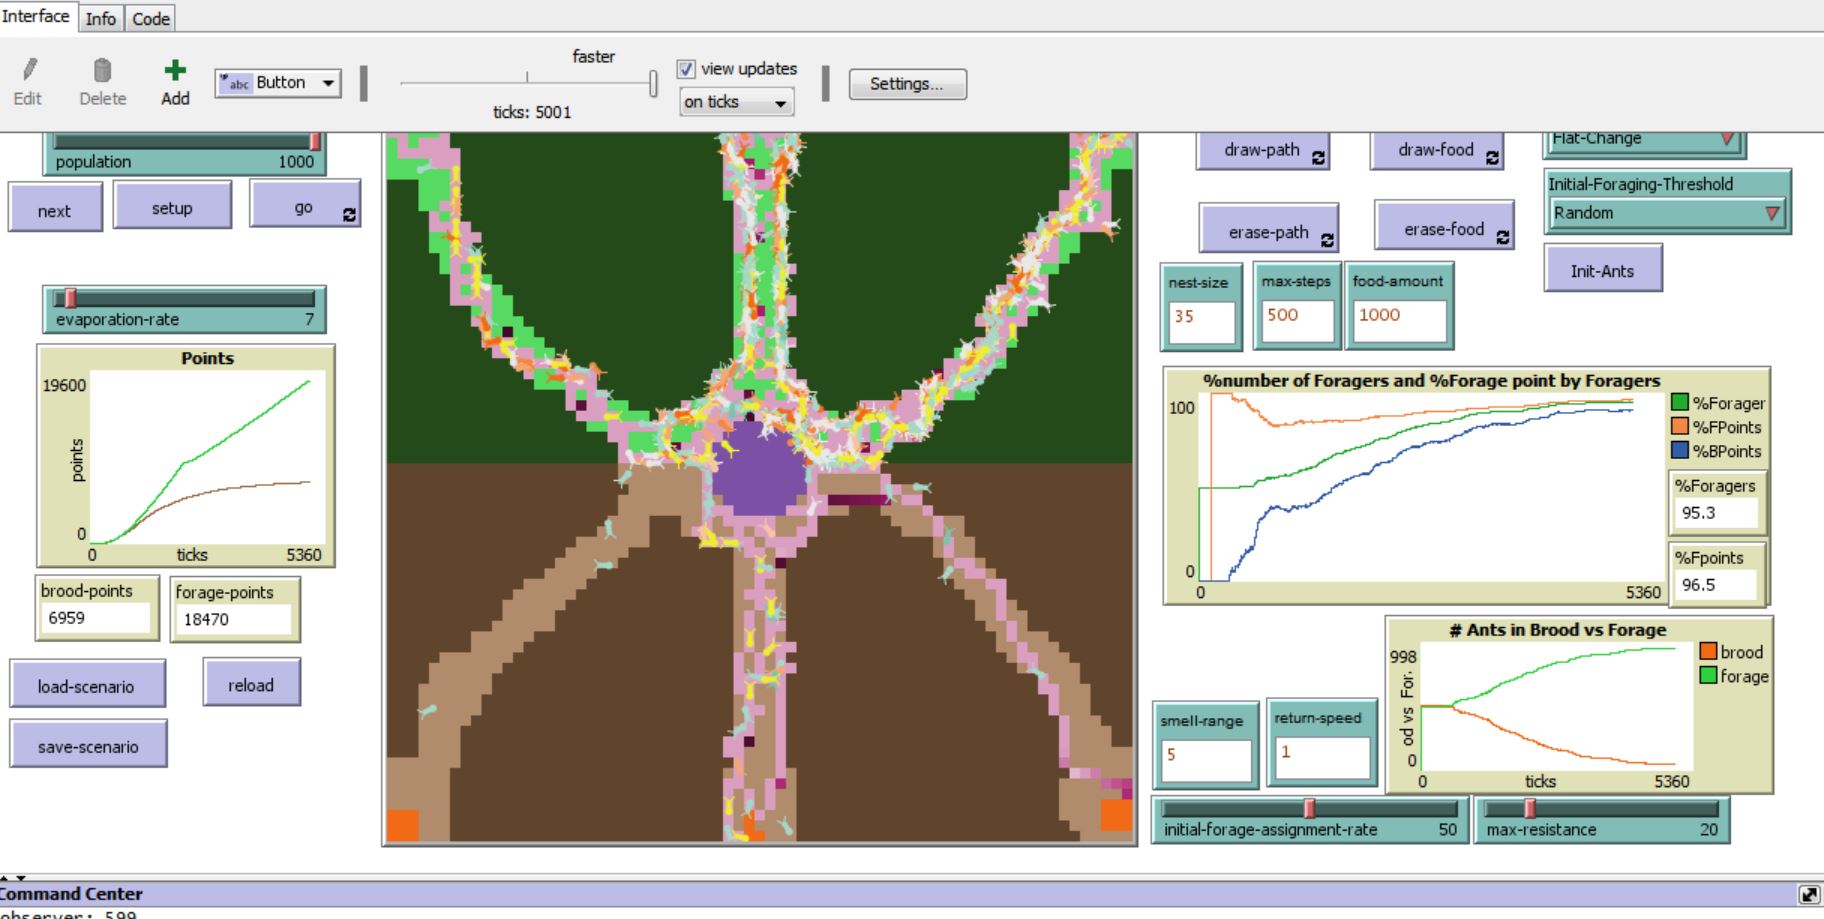 Interface Info Code
faster
view updates
Edit Delete Add abc Button on ticks Settings...
ticks: 5001
population 1000
next setup go
evaporation-rate 7
Points
19600
points
0
0 ticks 5360
brood-points forage-points
6959 18470
load-scenario reload
save-scenario
draw-path draw-food Flat-Change
erase-path erase-food
Initial-Foraging-Threshold
Random
Init-Ants
nest-size max-steps food-amount
35 500 1000
%number of Foragers and %Forage point by Foragers
100
%Forager
%FPoints
%BPoints
0
0 5360
%Foragers
95.3
%Fpoints
96.5
# Ants in Brood vs Forage
998
od vs For.
0
0 ticks 5360
brood
forage
smell-range return-speed
5 1
initial-forage-assignment-rate 50 max-resistance 20
Command Center
observer: 599